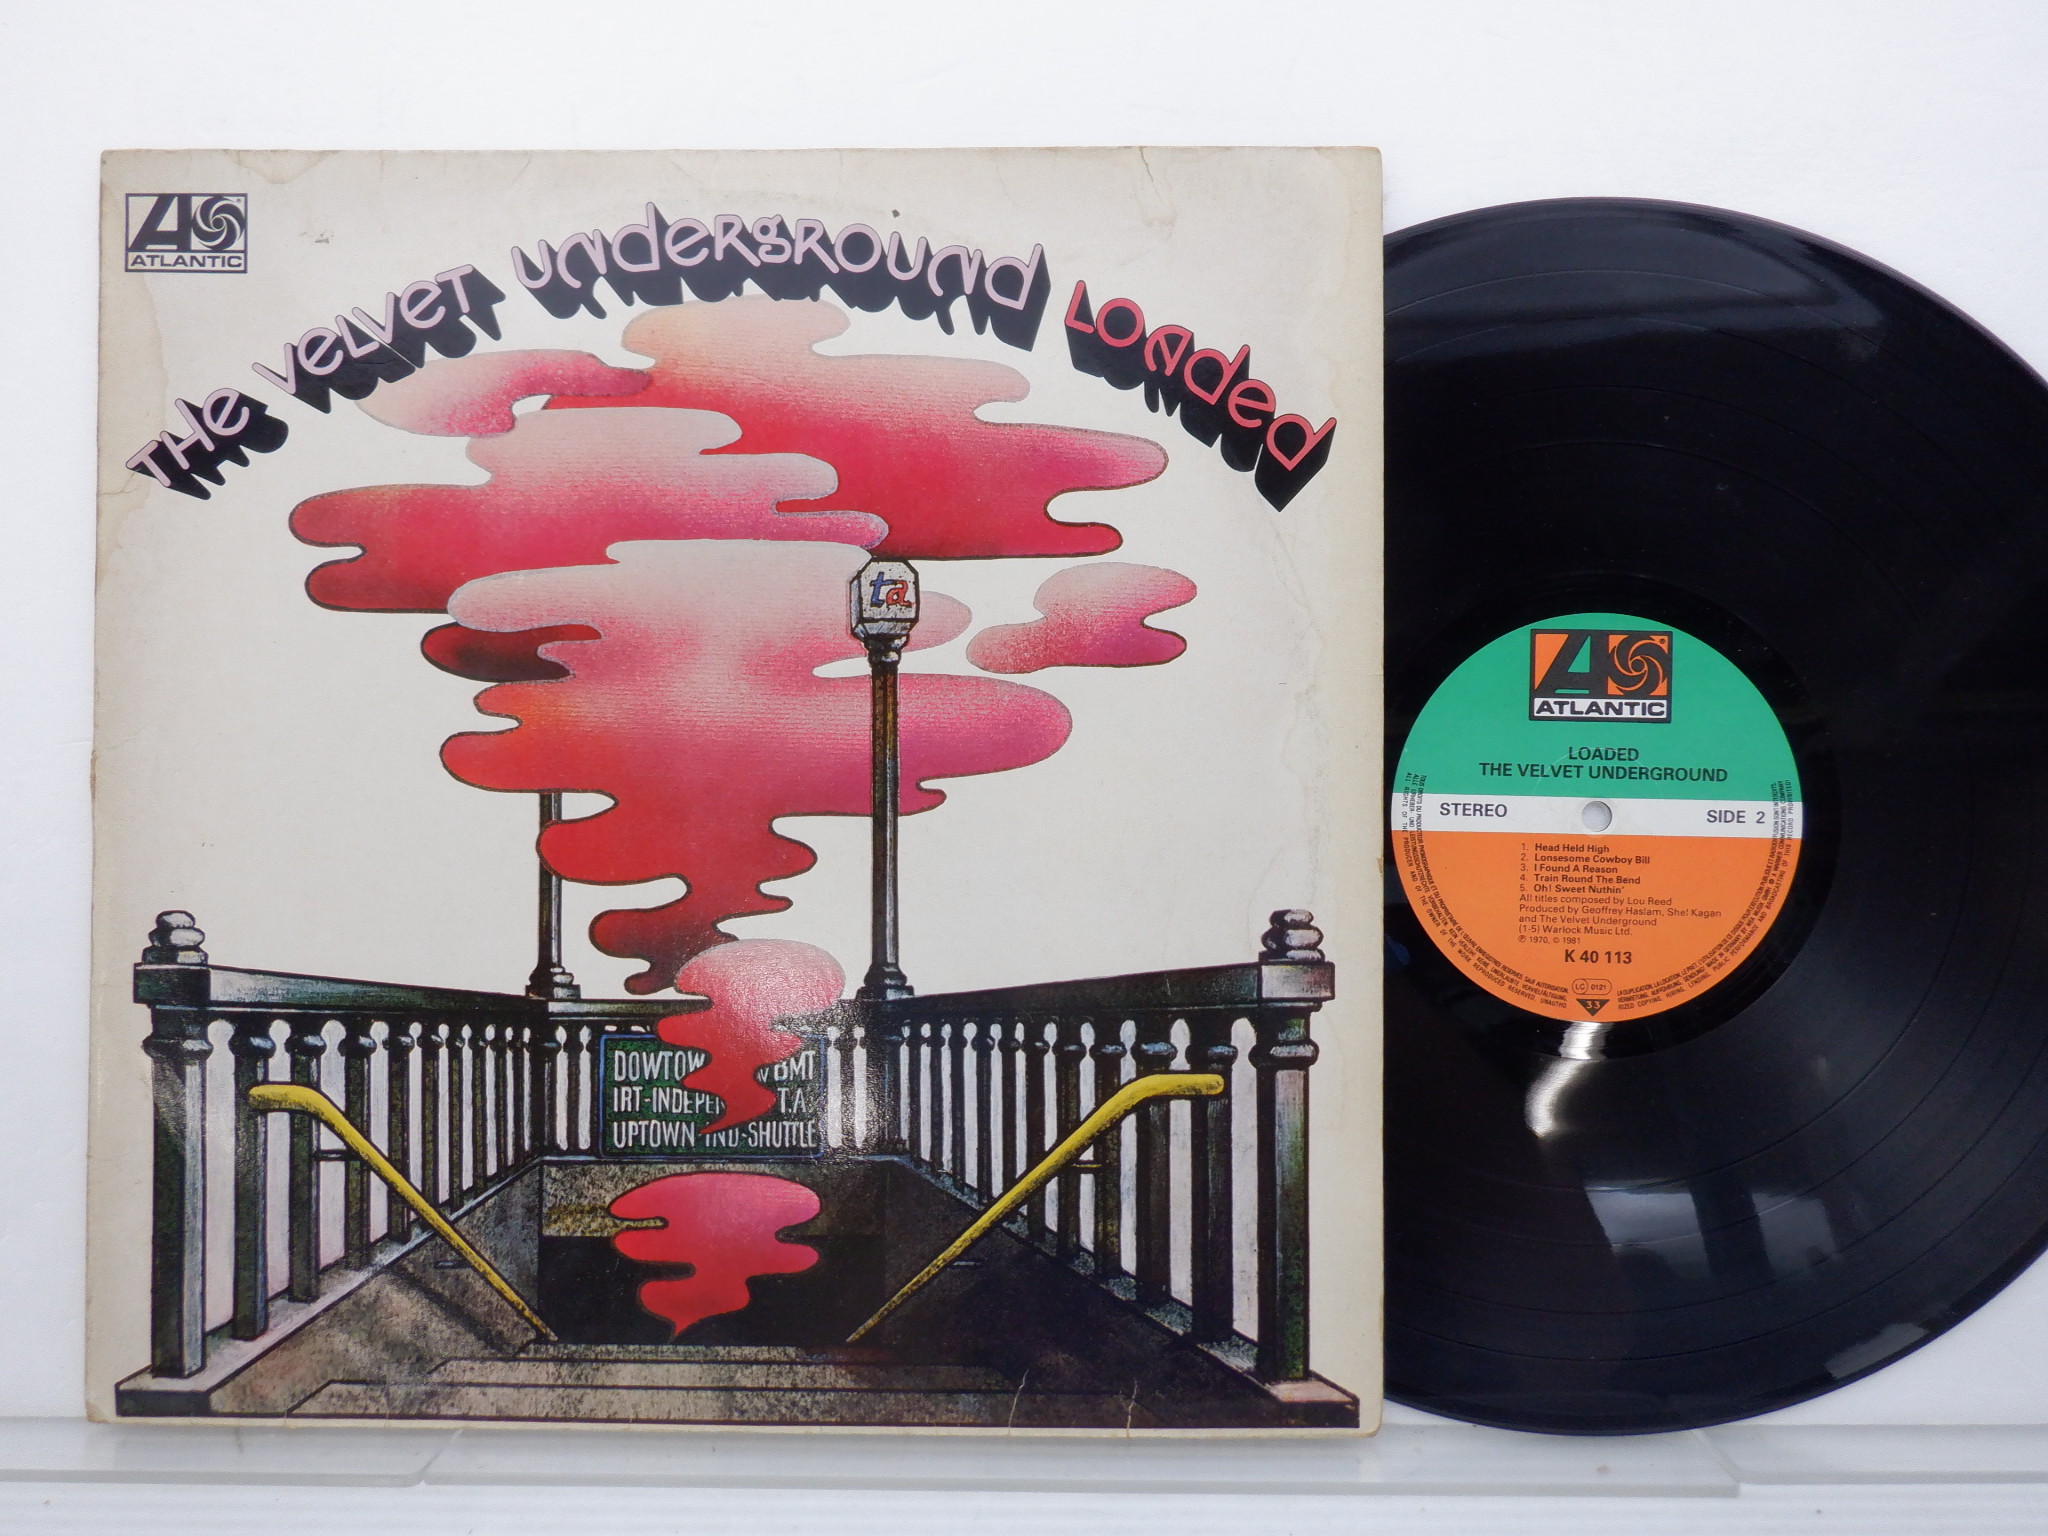 ATLANTIC
THE VELVET UNDERGROUND LOADED
ta
DOWTOW BMT
IRT-INDEPEN T.A.
UPTOWN IND-SHUTTLE
ATLANTIC
LOADED
THE VELVET UNDERGROUND
STEREO SIDE 2
1. Head Held High
2. Lonsesome Cowboy Bill
3. I Found A Reason
4. Train Round The Bend
5. Oh! Sweet Nuthin'
All titles composed by Lou Reed
Produced by Geoffrey Haslam, Shel Kagan
and The Velvet Underground
(1-5) Warlock Music Ltd.
℗ 1970, © 1981
K 40 113
LC 0121
33